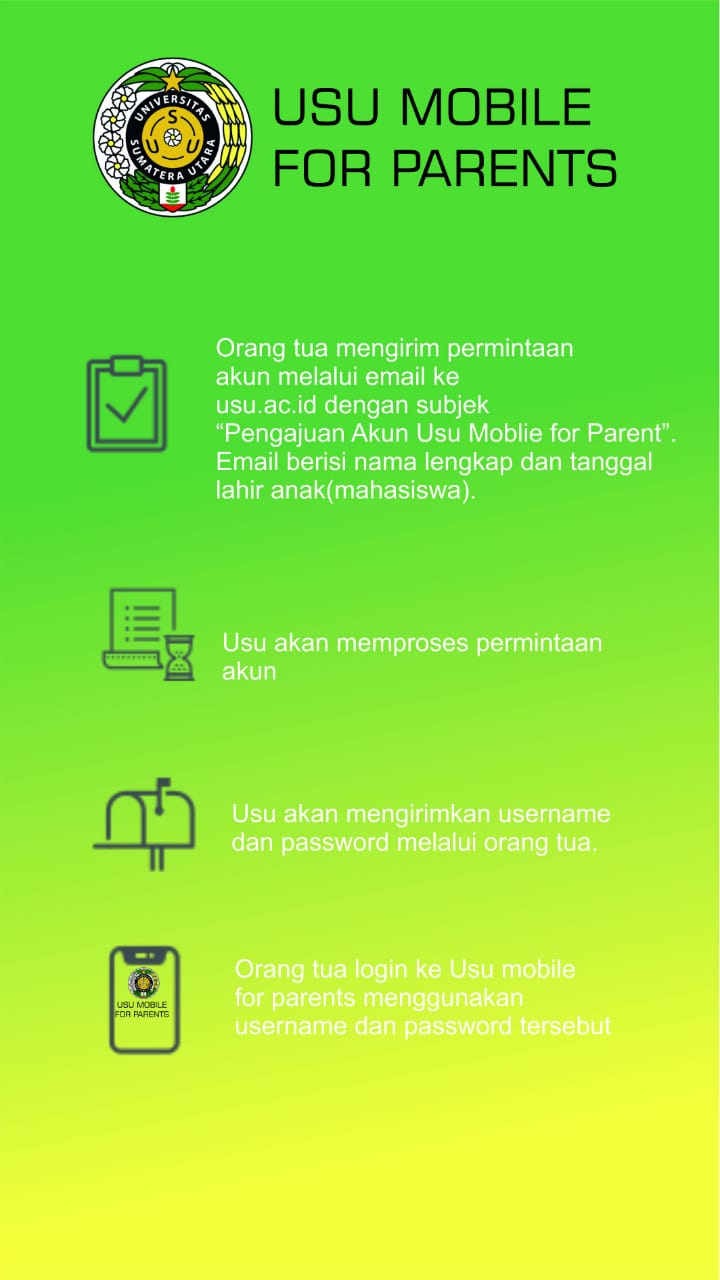 UNIVERSITAS
SUMATERA UTARA
S
U U
USU MOBILE
FOR PARENTS
Orang tua mengirim permintaan
akun melalui email ke
usu.ac.id dengan subjek
“Pengajuan Akun Usu Moblie for Parent”.
Email berisi nama lengkap dan tanggal
lahir anak(mahasiswa).
Usu akan memproses permintaan
akun
Usu akan mengirimkan username
dan password melalui orang tua.
USU MOBILE
FOR PARENTS
Orang tua login ke Usu mobile
for parents menggunakan
username dan password tersebut